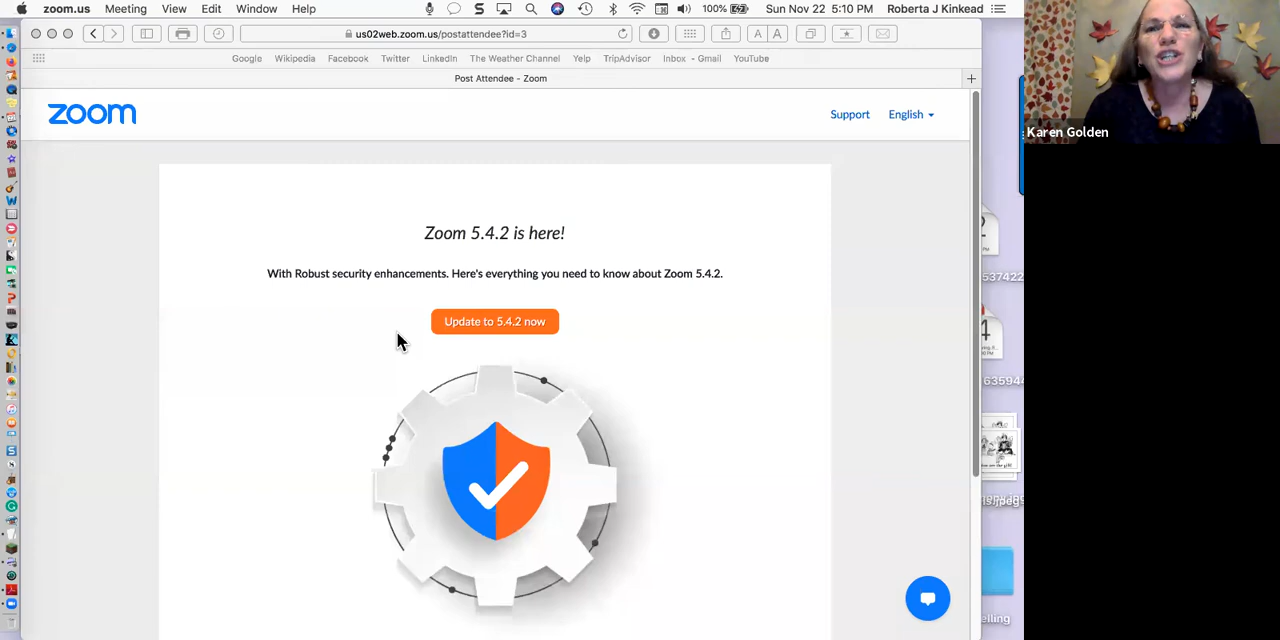 zoom.us Meeting View Edit Window Help 100% Sun Nov 22 5:10 PM Roberta J Kinkead
us02web.zoom.us/postattendee?id=3
A A
Google Wikipedia Facebook Twitter LinkedIn The Weather Channel Yelp TripAdvisor Inbox - Gmail YouTube
Post Attendee - Zoom
zoom
Support English
Karen Golden
Zoom 5.4.2 is here!
With Robust security enhancements. Here's everything you need to know about Zoom 5.4.2.
Update to 5.4.2 now
537422
63594
elling